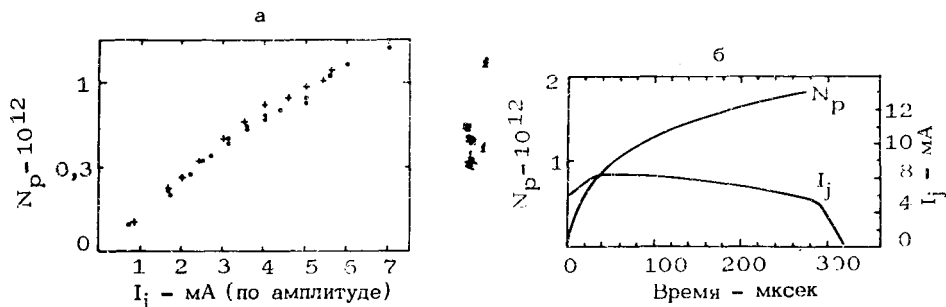 а
N_p – 10^12
1
0,3
0
1 2 3 4 5 6 7
I_j – мА (по амплитуде)
б
N_p – 10^12
2
1
N_p
I_j
12
10
8
4
0
I_j – мА
0 100 200 300
Время – мксек